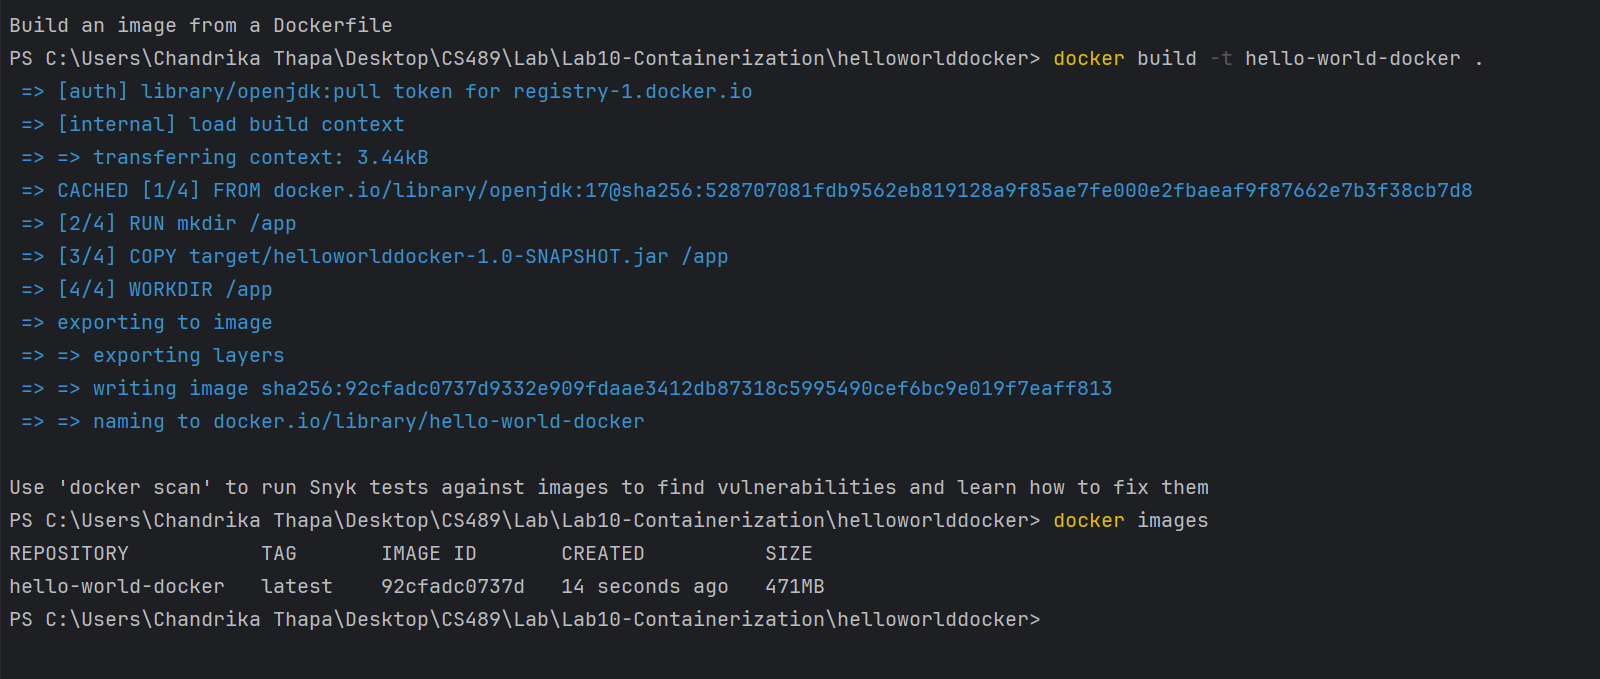 Build an image from a Dockerfile
PS C:\Users\Chandrika Thapa\Desktop\CS489\Lab\Lab10-Containerization\helloworlddocker> docker build -t hello-world-docker .
=> [auth] library/openjdk:pull token for registry-1.docker.io
=> [internal] load build context
=> => transferring context: 3.44kB
=> CACHED [1/4] FROM docker.io/library/openjdk:17@sha256:528707081fdb9562eb819128a9f85ae7fe000e2fbaeaf9f87662e7b3f38cb7d8
=> [2/4] RUN mkdir /app
=> [3/4] COPY target/helloworlddocker-1.0-SNAPSHOT.jar /app
=> [4/4] WORKDIR /app
=> exporting to image
=> => exporting layers
=> => writing image sha256:92cfadc0737d9332e909fdaae3412db87318c5995490cef6bc9e019f7eaff813
=> => naming to docker.io/library/hello-world-docker
Use 'docker scan' to run Snyk tests against images to find vulnerabilities and learn how to fix them
PS C:\Users\Chandrika Thapa\Desktop\CS489\Lab\Lab10-Containerization\helloworlddocker> docker images
REPOSITORY           TAG       IMAGE ID       CREATED          SIZE
hello-world-docker   latest    92cfadc0737d   14 seconds ago   471MB
PS C:\Users\Chandrika Thapa\Desktop\CS489\Lab\Lab10-Containerization\helloworlddocker>